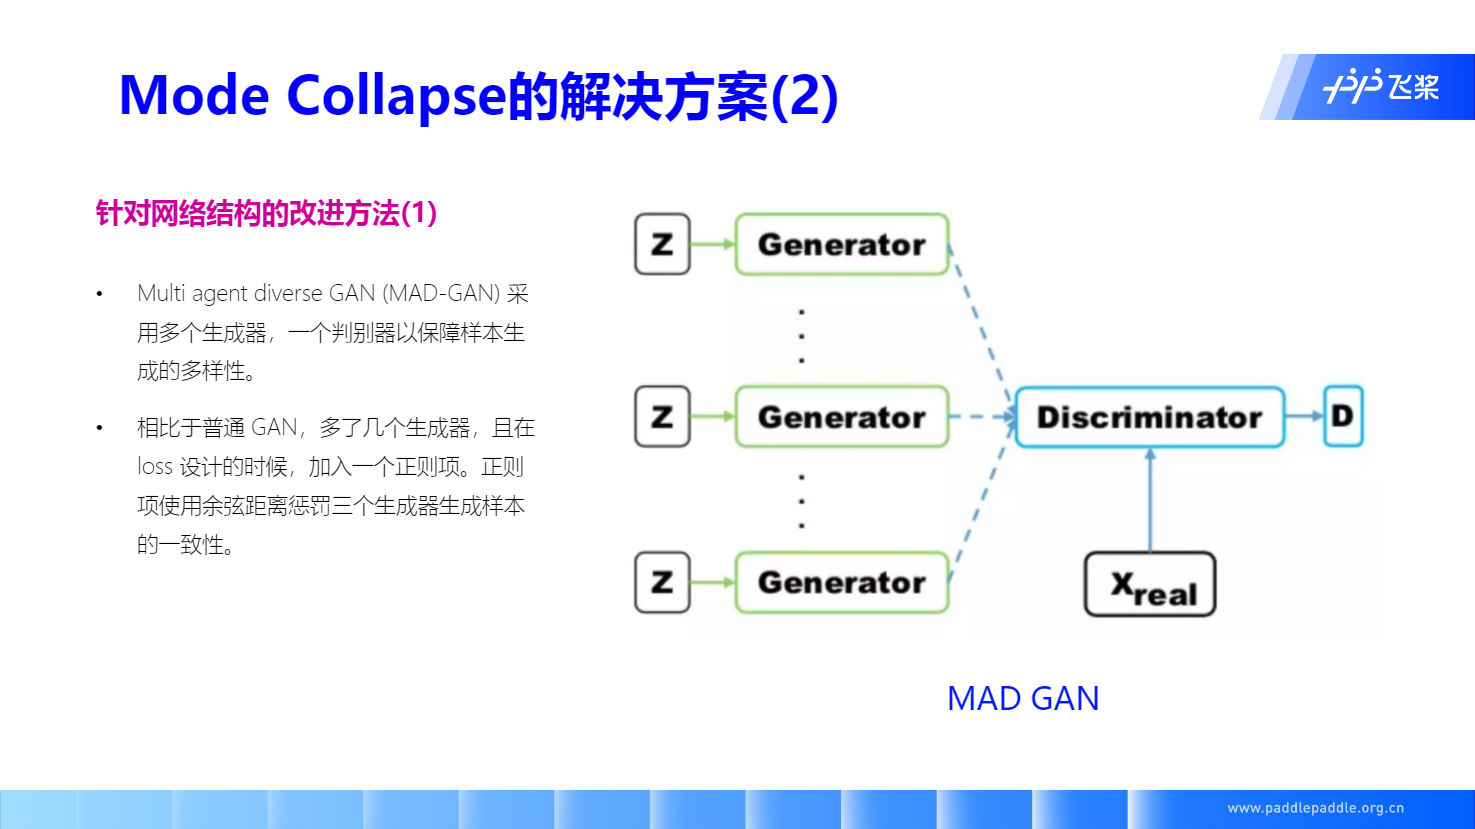 Mode Collapse的解决方案(2)
飞桨
针对网络结构的改进方法(1)
• Multi agent diverse GAN (MAD-GAN) 采
用多个生成器，一个判别器以保障样本生
成的多样性。
• 相比于普通 GAN，多了几个生成器，且在
loss 设计的时候，加入一个正则项。正则
项使用余弦距离惩罚三个生成器生成样本
的一致性。
Z Generator
Z Generator Discriminator D
Z Generator
Xreal
MAD GAN
www.paddlepaddle.org.cn